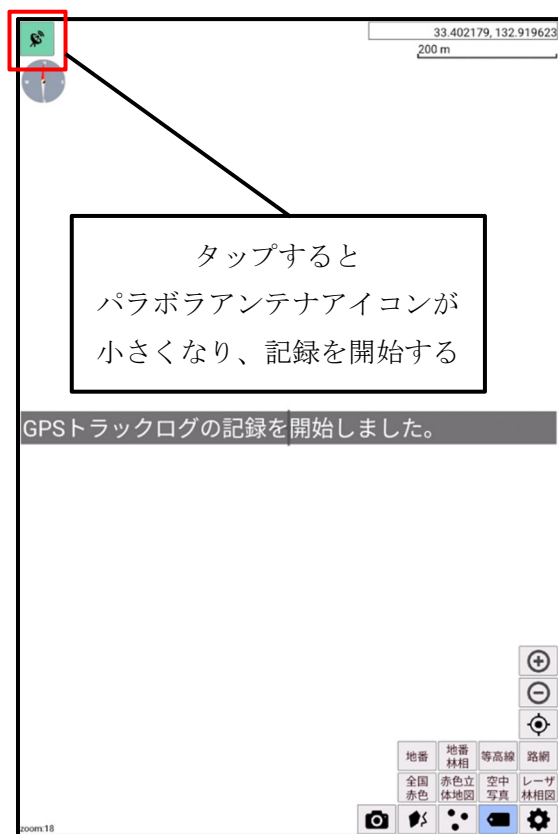 33.402179, 132.919623
200 m
タップすると
パラボラアンテナアイコンが
小さくなり、記録を開始する
GPSトラックログの記録を開始しました。
地番
地番
林相
等高線
路網
全国
赤色
赤色立
体地図
空中
写真
レーザ
林相図
zoom:18